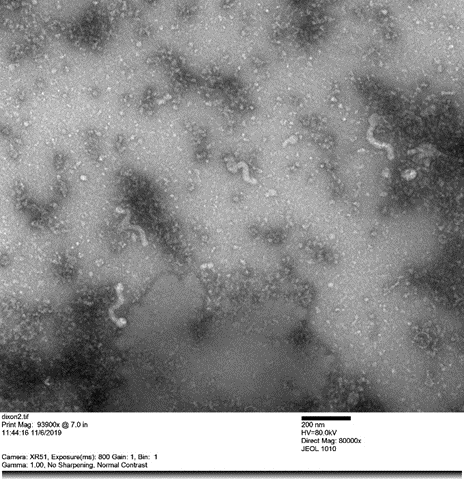 dixon2.tif
Print Mag: 93900x @ 7.0 in
11:44:16 11/6/2019
Camera: XR51, Exposure(ms): 800 Gain: 1, Bin: 1
Gamma: 1.00, No Sharpening, Normal Contrast
200 nm
HV=80.0kV
Direct Mag: 80000x
JEOL 1010